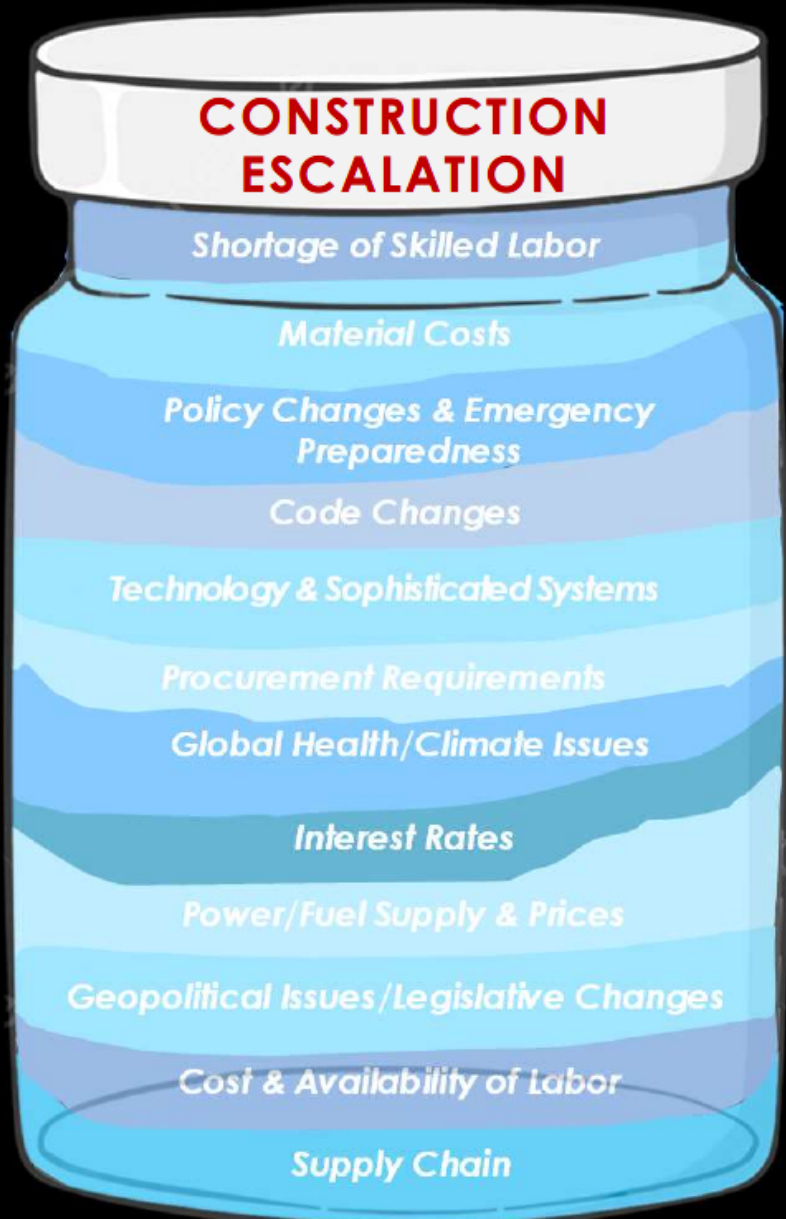 CONSTRUCTION
ESCALATION
Shortage of Skilled Labor
Material Costs
Policy Changes & Emergency
Preparedness
Code Changes
Technology & Sophisticated Systems
Procurement Requirements
Global Health/Climate Issues
Interest Rates
Power/Fuel Supply & Prices
Geopolitical Issues/Legislative Changes
Cost & Availability of Labor
Supply Chain